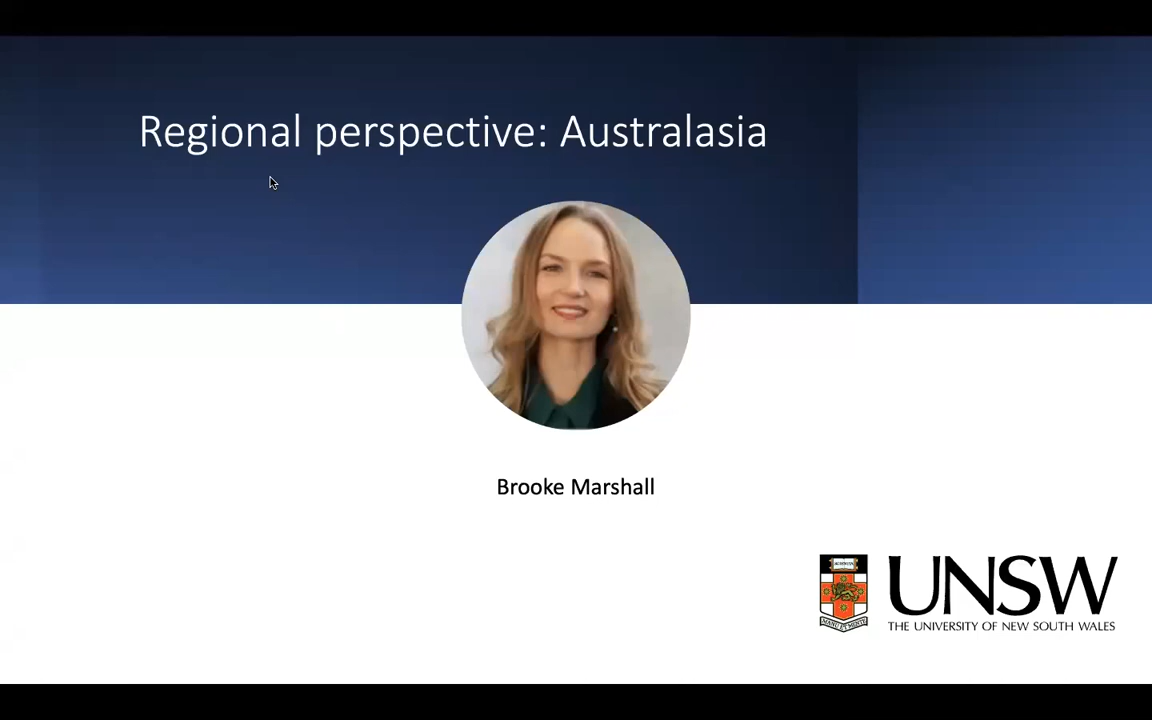 Regional perspective: Australasia
Brooke Marshall
UNSW
THE UNIVERSITY OF NEW SOUTH WALES